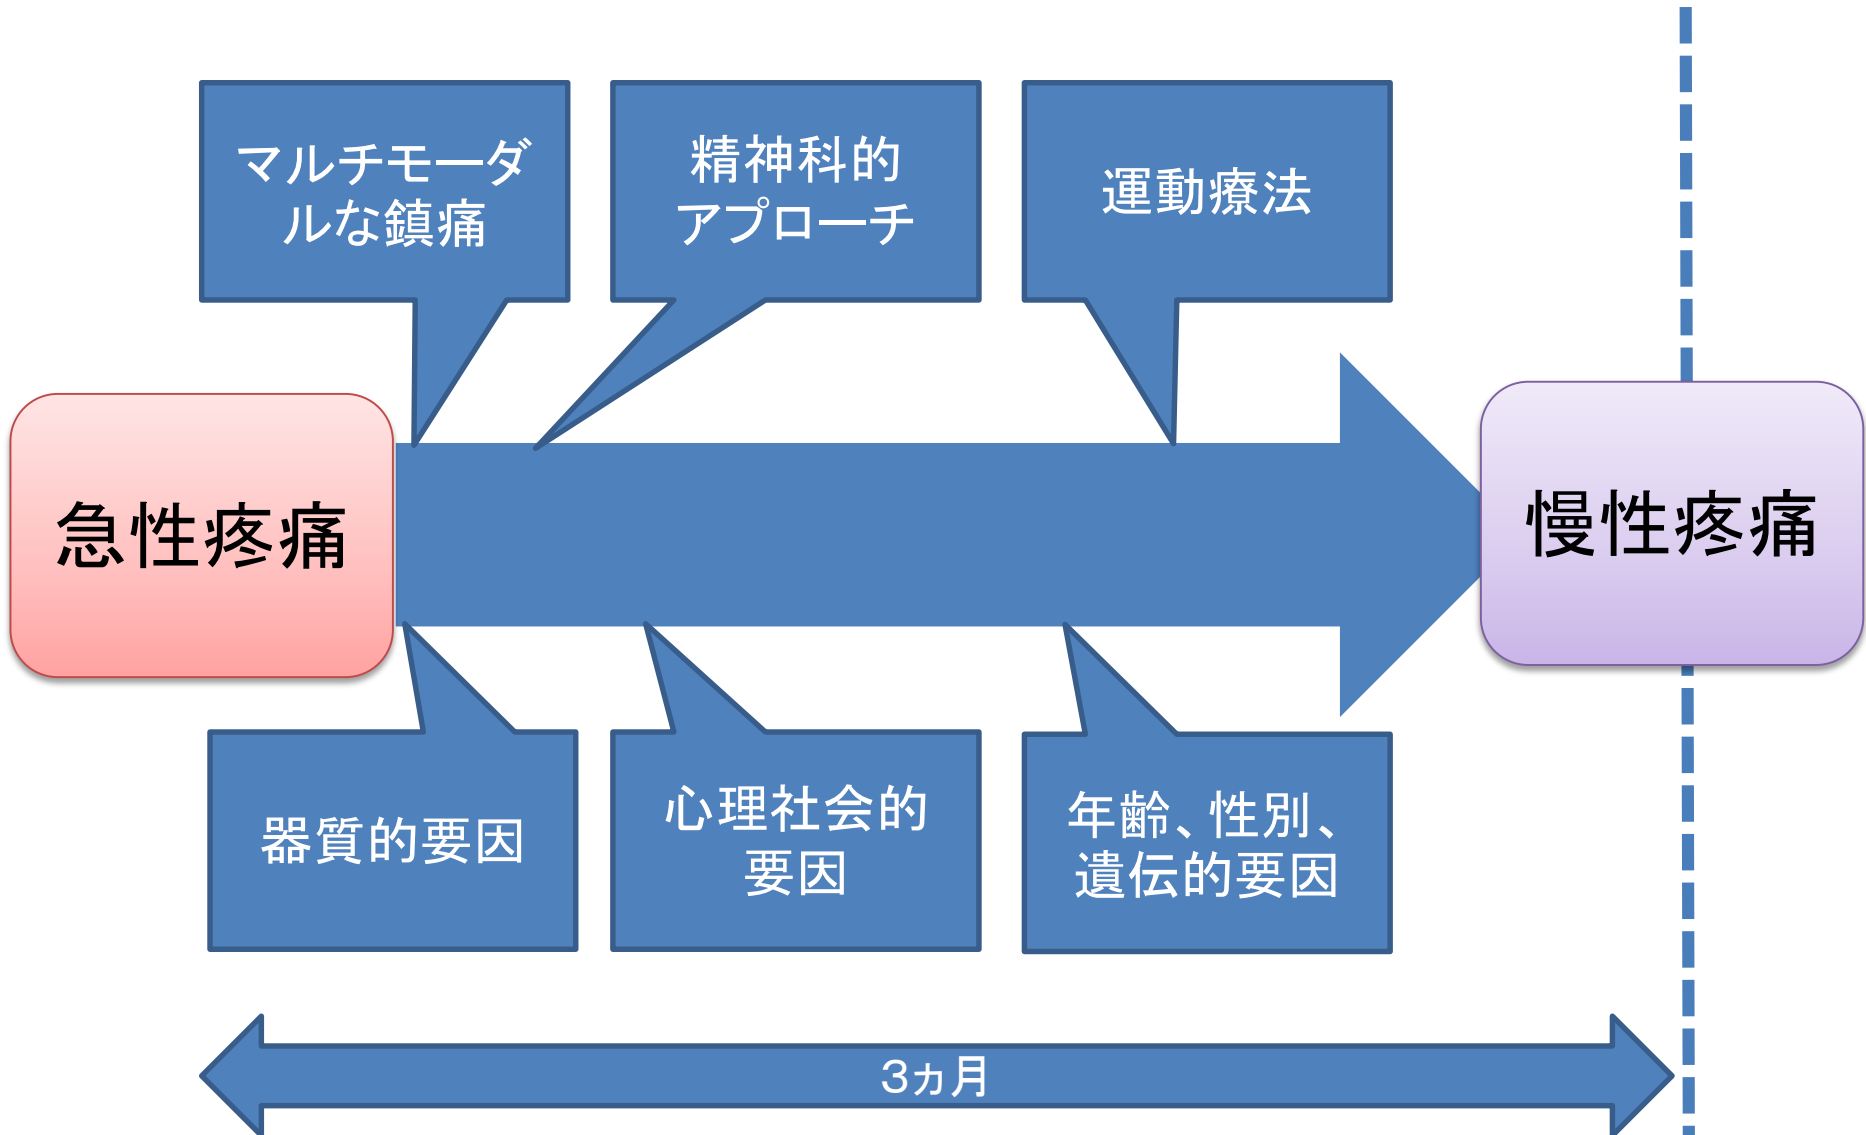 マルチモーダ
ルな鎮痛
精神科的
アプローチ
運動療法
急性疼痛
慢性疼痛
器質的要因
心理社会的
要因
年齢、性別、
遺伝的要因
3ヵ月